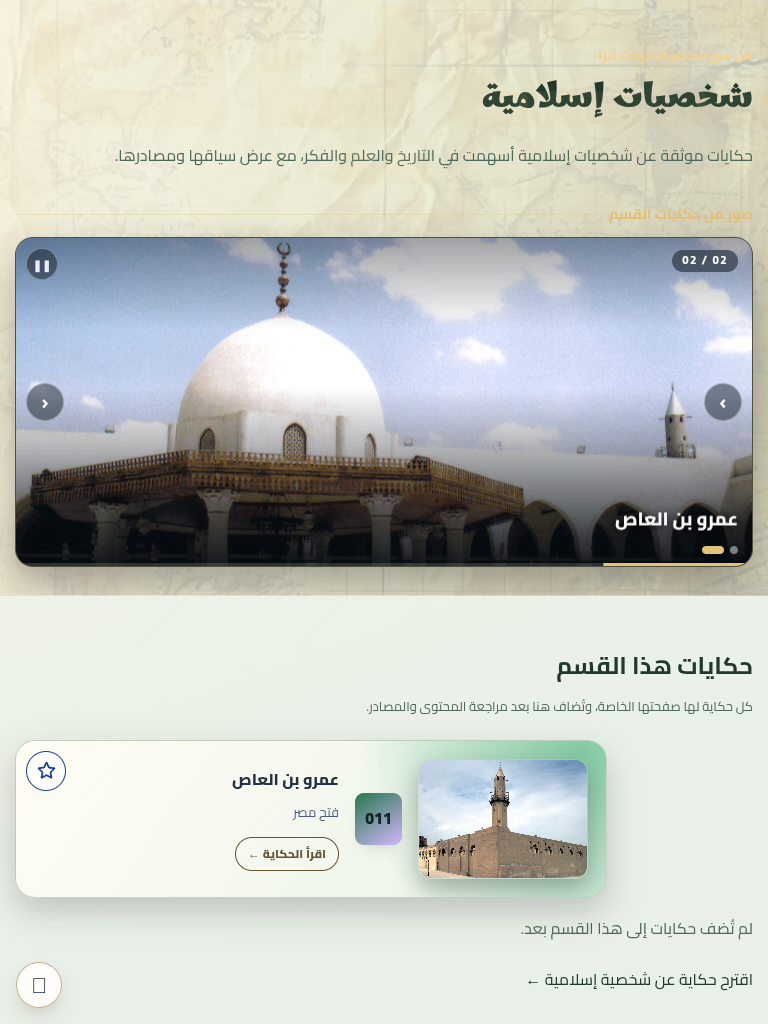 شخصيات إسلامية
حكايات موثقة عن شخصيات إسلامية أسهمت في التاريخ والعلم والفكر، مع عرض سياقها ومصادرها.
صور من حكايات القسم
02 / 02
عمرو بن العاص
حكايات هذا القسم
كل حكاية لها صفحتها الخاصة، وتُضاف هنا بعد مراجعة المحتوى والمصادر.
011
عمرو بن العاص
فتح مصر
اقرأ الحكاية ←
لم تُضف حكايات إلى هذا القسم بعد.
اقترح حكاية عن شخصية إسلامية ←